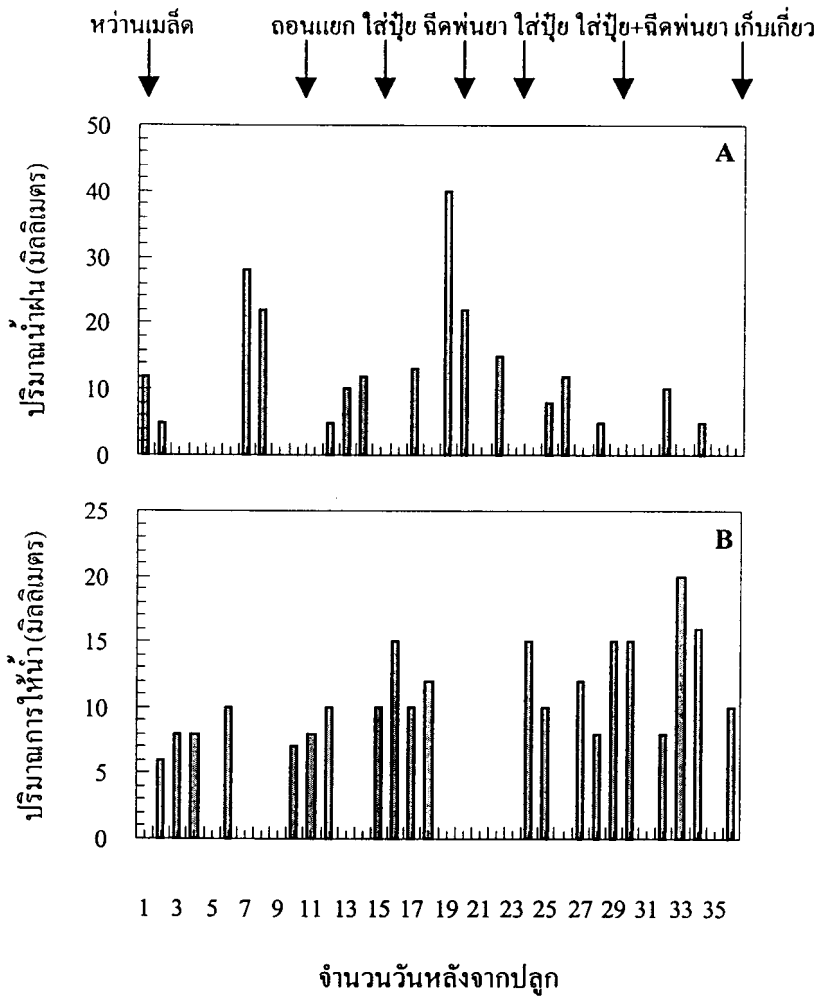 หว่านเมล็ด ถอนแยก ใส่ปุ๋ย ฉีดพ่นยา ใส่ปุ๋ย ใส่ปุ๋ย+ฉีดพ่นยา เก็บเกี่ยว
A
ปริมาณน้ำฝน (มิลลิเมตร)
50
40
30
20
10
0
B
ปริมาณการให้น้ำ (มิลลิเมตร)
25
20
15
10
5
0
1 3 5 7 9 11 13 15 17 19 21 23 25 27 29 31 33 35
จำนวนวันหลังจากปลูก